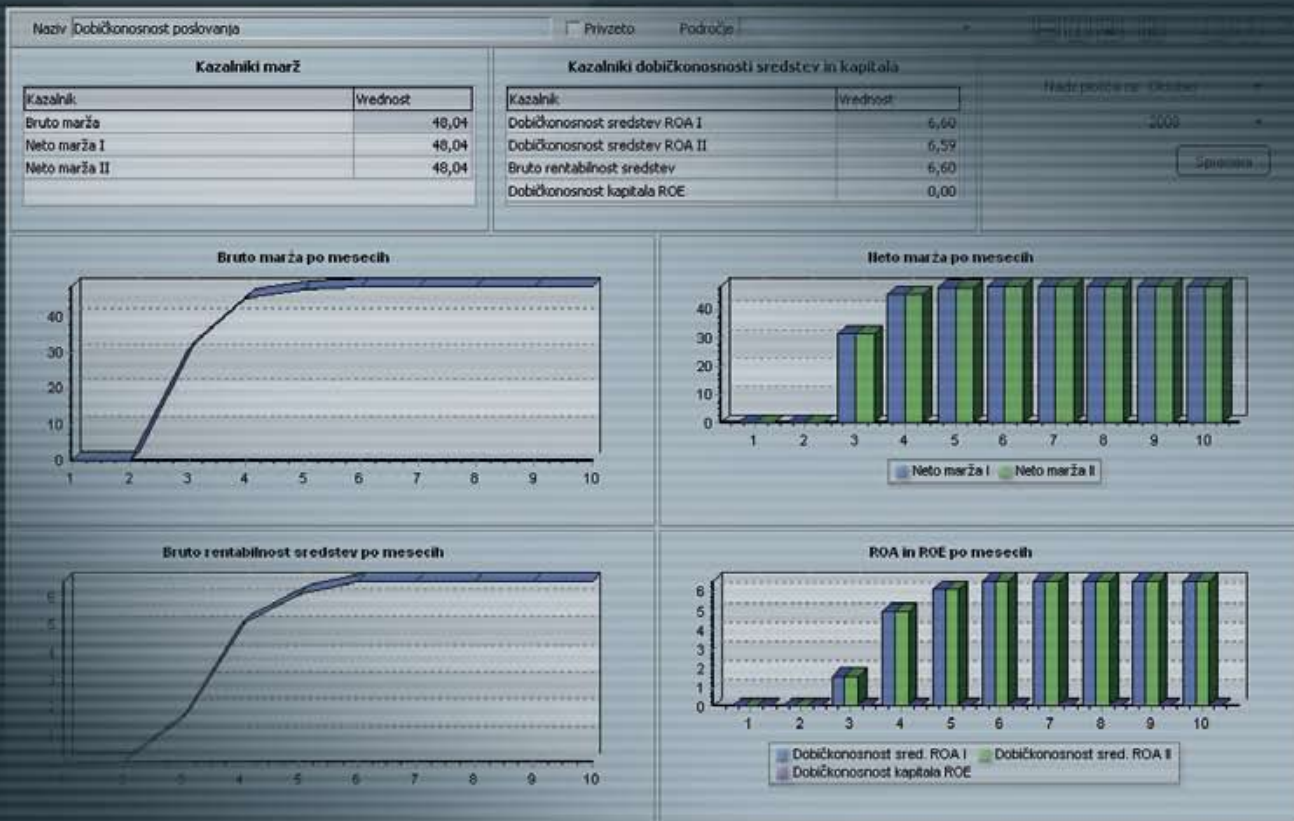 Naziv Dobičkonosnost poslovanja Privzeto Področje
Kazalniki marž
Kazalnik Vrednost
Bruto marža 48,04
Neto marža I 48,04
Neto marža II 48,04
Kazalniki dobičkonosnosti sredstev in kapitala
Kazalnik Vrednost
Dobičkonosnost sredstev ROA I 6,60
Dobičkonosnost sredstev ROA II 6,59
Bruto rentabilnost sredstev 6,60
Dobičkonosnost kapitala ROE 0,00
Oktober
2008
Bruto marža po mesecih
40
30
20
10
0
1 2 3 4 5 6 7 8 9 10
Neto marža po mesecih
40
30
20
10
0
1 2 3 4 5 6 7 8 9 10
Neto marža I Neto marža II
Bruto rentabilnost sredstev po mesecih
6
5
4
2 3 4 5 6 7 8 9 10
ROA in ROE po mesecih
6
5
4
3
2
1
0
1 2 3 4 5 6 7 8 9 10
Dobičkonosnost sred. ROA I Dobičkonosnost sred. ROA II
Dobičkonosnost kapitala ROE